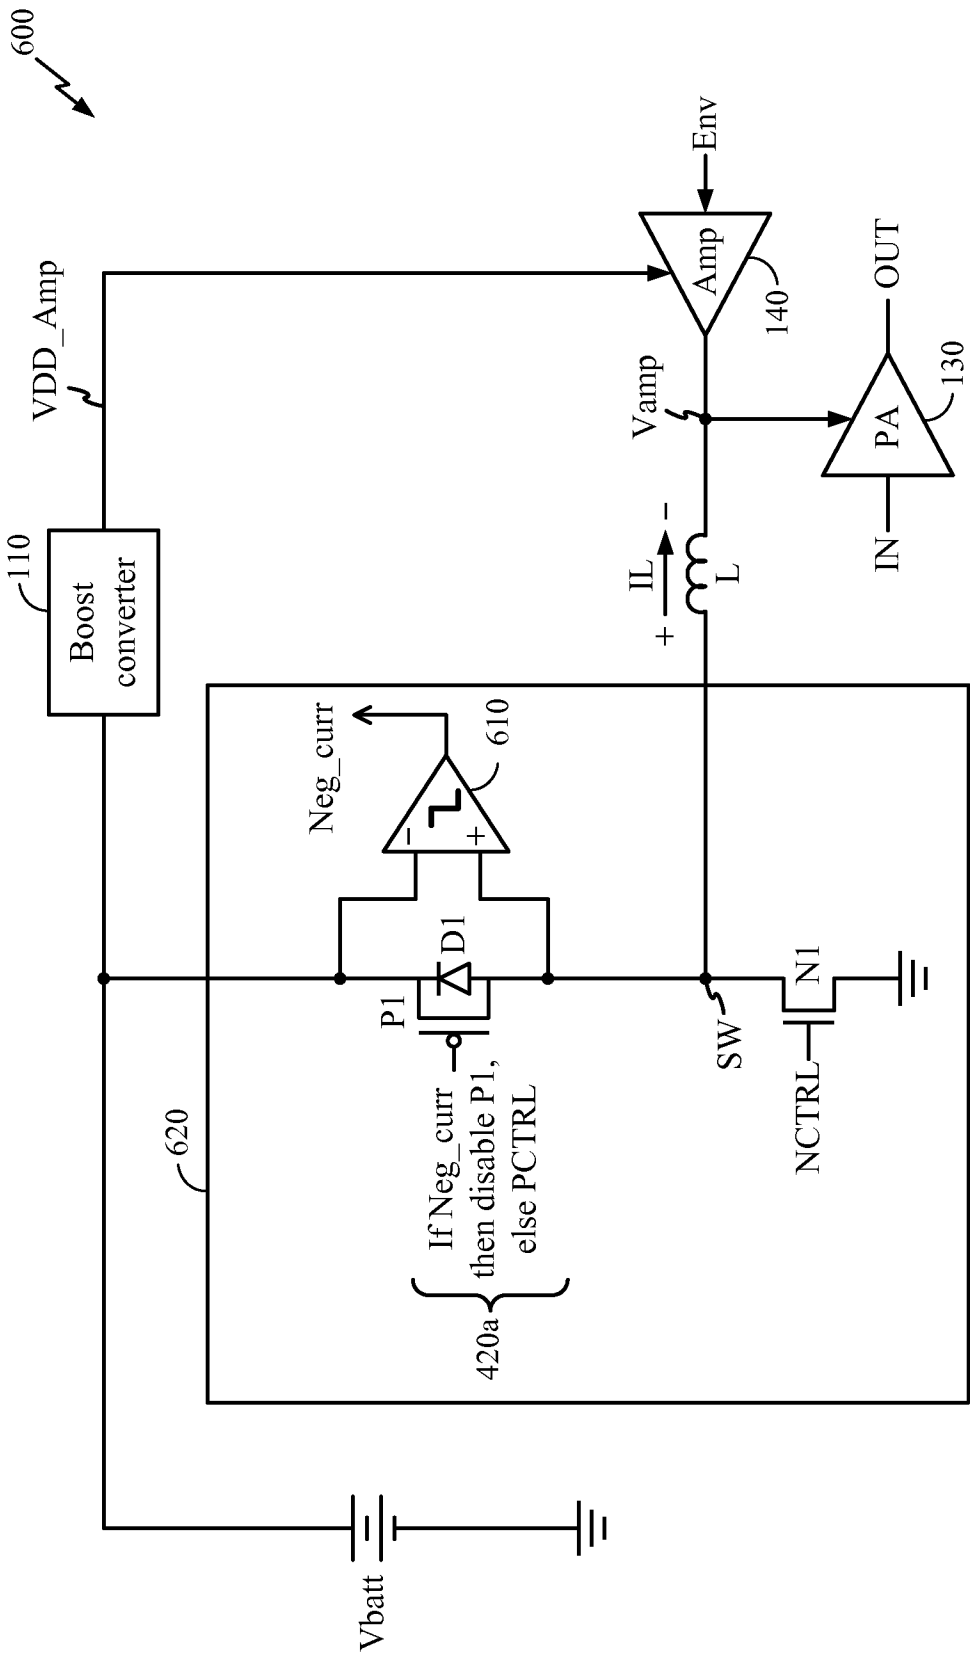 600
VDD_Amp
110
Boost
converter
Env
Amp
140
Vamp
OUT
130
PA
IN
+ IL -
L
Neg_curr
610
-
+
D1
P1
620
If Neg_curr
then disable P1,
else PCTRL
420a
SW
N1
NCTRL
Vbatt